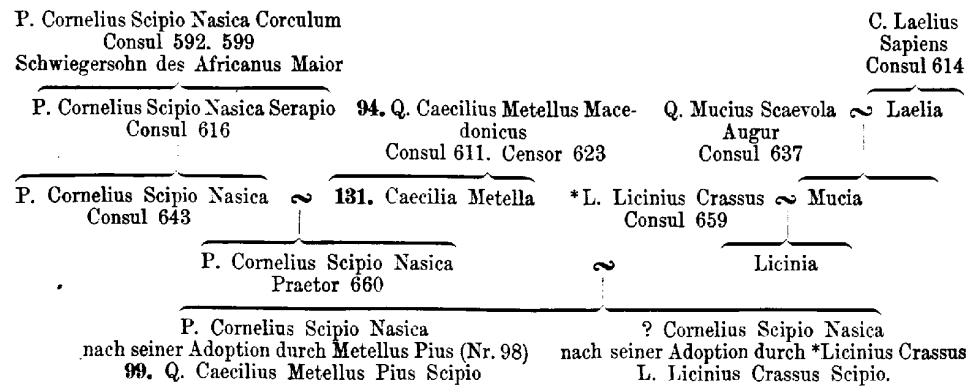 P. Cornelius Scipio Nasica Corculum
Consul 592. 599
Schwiegersohn des Africanus Maior
C. Laelius
Sapiens
Consul 614
P. Cornelius Scipio Nasica Serapio
Consul 616
94. Q. Caecilius Metellus Mace-
donicus
Consul 611. Censor 623
Q. Mucius Scaevola ~ Laelia
Augur
Consul 637
P. Cornelius Scipio Nasica ~ 131. Caecilia Metella
Consul 643
*L. Licinius Crassus ~ Mucia
Consul 659
P. Cornelius Scipio Nasica ~ Licinia
Praetor 660
P. Cornelius Scipio Nasica
nach seiner Adoption durch Metellus Pius (Nr. 98)
99. Q. Caecilius Metellus Pius Scipio
? Cornelius Scipio Nasica
nach seiner Adoption durch *Licinius Crassus
L. Licinius Crassus Scipio.